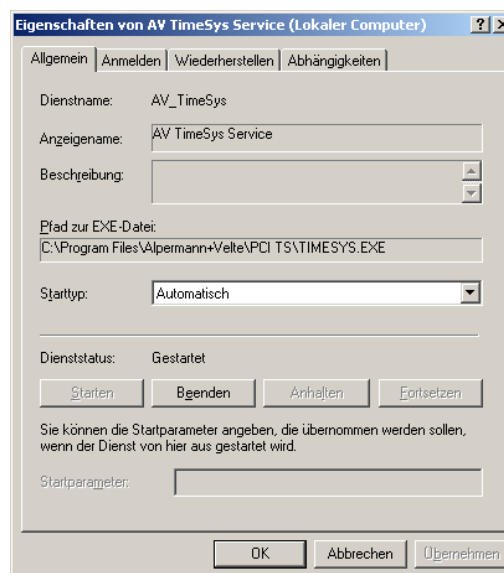 Eigenschaften von AV TimeSys Service (Lokaler Computer)
Allgemein Anmelden Wiederherstellen Abhängigkeiten
Dienstname: AV_TimeSys
Anzeigename: AV TimeSys Service
Beschreibung:
Pfad zur EXE-Datei:
C:\Program Files\Alpermann+Velte\PCI TS\TIMESYS.EXE
Starttyp: Automatisch
Dienststatus: Gestartet
Starten Beenden Anhalten Fortsetzen
Sie können die Startparameter angeben, die übernommen werden sollen,
wenn der Dienst von hier aus gestartet wird.
Startparameter:
OK Abbrechen Übernehmen